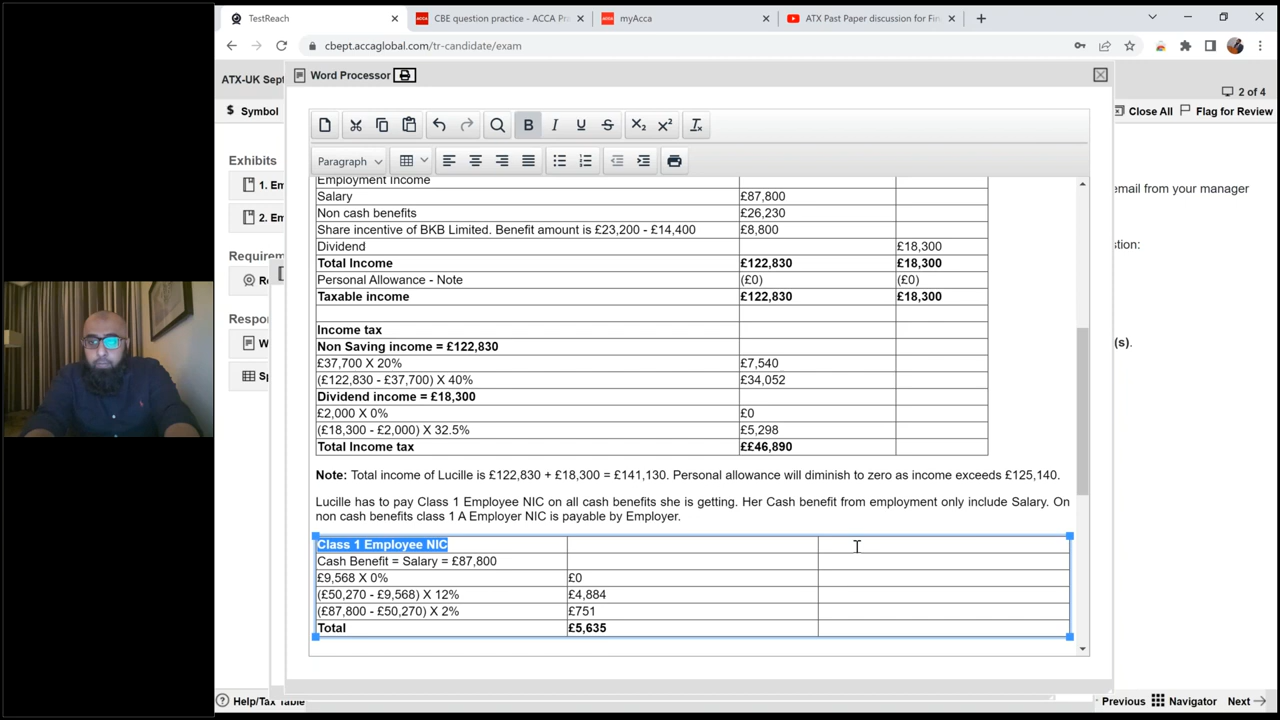 TestReach
CBE question practice - ACCA Pra
myAcca
ATX Past Paper discussion for Fin
cbept.accaglobal.com/tr-candidate/exam
ATX-UK Sept
Word Processor
2 of 4
$ Symbol
Close All
Flag for Review
Exhibits
1. Em
2. Em
Requirem
Re
Respo
W
Sp
email from your manager
stion:
(s).
Paragraph
Employment Income
Salary £87,800
Non cash benefits £26,230
Share incentive of BKB Limited. Benefit amount is £23,200 - £14,400 £8,800
Dividend £18,300
Total Income £122,830 £18,300
Personal Allowance - Note (£0) (£0)
Taxable income £122,830 £18,300
Income tax
Non Saving income = £122,830
£37,700 X 20% £7,540
(£122,830 - £37,700) X 40% £34,052
Dividend income = £18,300
£2,000 X 0% £0
(£18,300 - £2,000) X 32.5% £5,298
Total Income tax ££46,890
Note: Total income of Lucille is £122,830 + £18,300 = £141,130. Personal allowance will diminish to zero as income exceeds £125,140.
Lucille has to pay Class 1 Employee NIC on all cash benefits she is getting. Her Cash benefit from employment only include Salary. On
non cash benefits class 1 A Employer NIC is payable by Employer.
Class 1 Employee NIC
Cash Benefit = Salary = £87,800
£9,568 X 0% £0
(£50,270 - £9,568) X 12% £4,884
(£87,800 - £50,270) X 2% £751
Total £5,635
Help/Tax Table
Previous
Navigator
Next